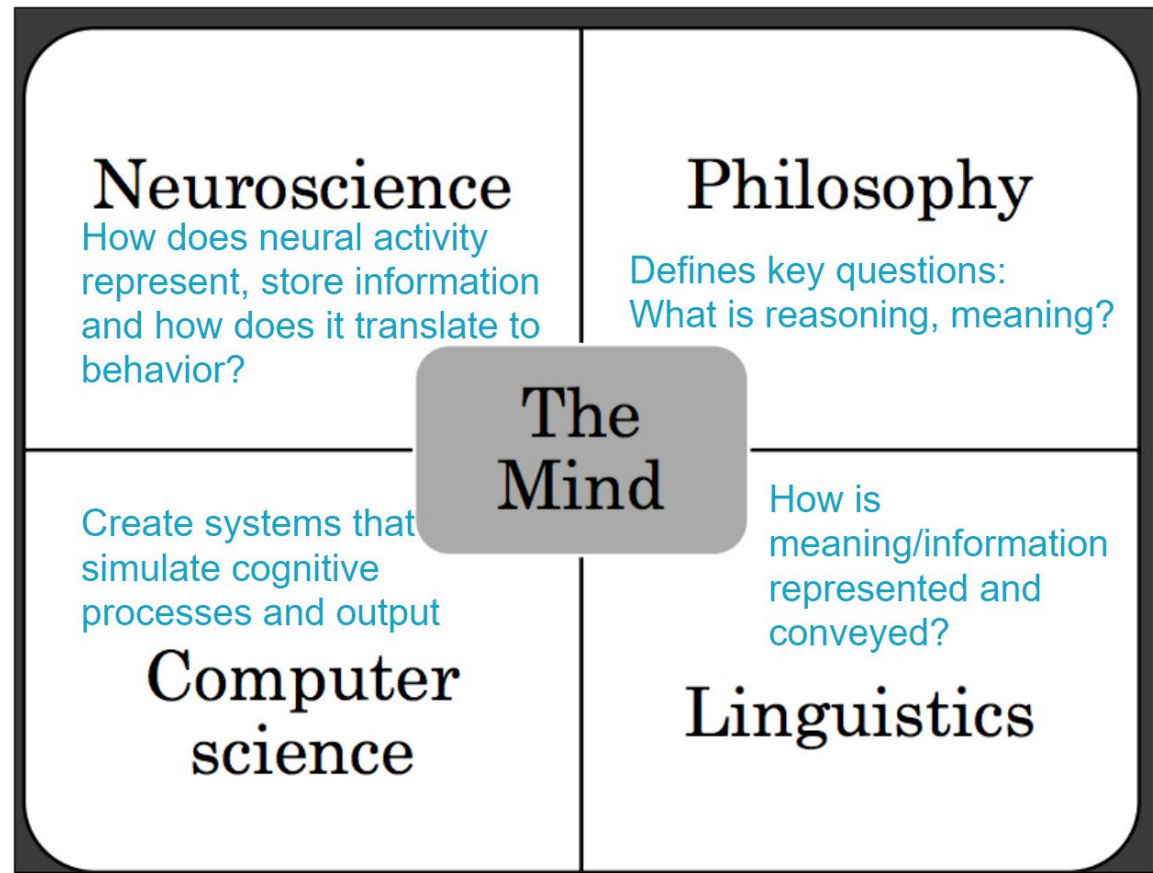 Neuroscience
How does neural activity
represent, store information
and how does it translate to
behavior?
Philosophy
Defines key questions:
What is reasoning, meaning?
The
Mind
Create systems that
simulate cognitive
processes and output
Computer
science
How is
meaning/information
represented and
conveyed?
Linguistics